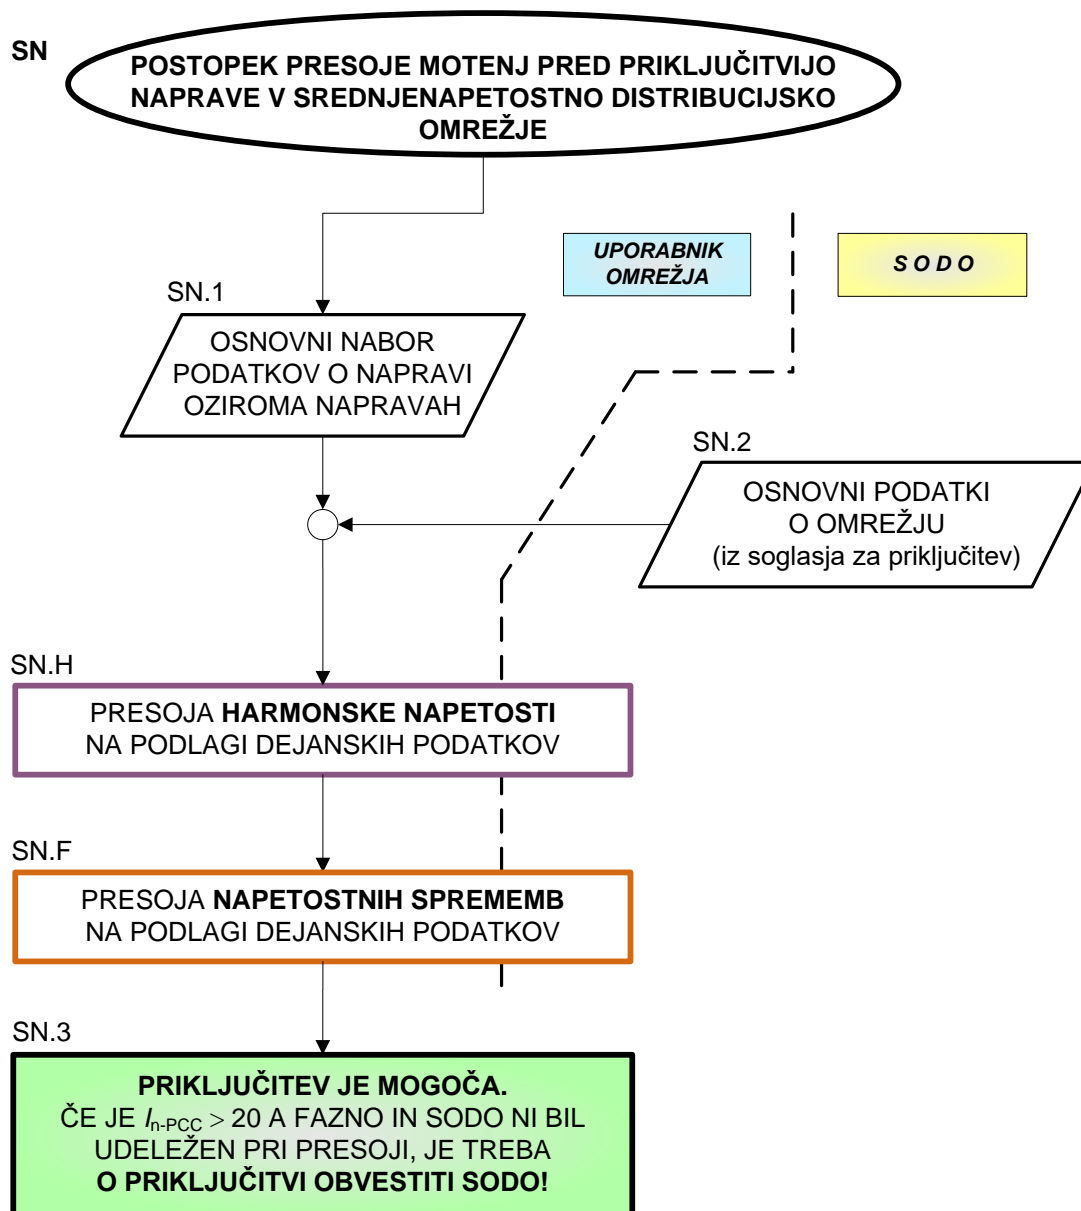 SN
POSTOPEK PRESOJE MOTENJ PRED PRIKLJUČITVIJO
NAPRAVE V SREDNJENAPETOSTNO DISTRIBUCIJSKO
OMREŽJE
UPORABNIK
OMREŽJA
S O D O
SN.1
OSNOVNI NABOR
PODATKOV O NAPRAVI
OZIROMA NAPRAVAH
SN.2
OSNOVNI PODATKI
O OMREŽJU
(iz soglasja za priključitev)
SN.H
PRESOJA HARMONSKE NAPETOSTI
NA PODLAGI DEJANSKIH PODATKOV
SN.F
PRESOJA NAPETOSTNIH SPREMEMB
NA PODLAGI DEJANSKIH PODATKOV
SN.3
PRIKLJUČITEV JE MOGOČA.
ČE JE In-PCC > 20 A FAZNO IN SODO NI BIL
UDELEŽEN PRI PRESOJI, JE TREBA
O PRIKLJUČITVI OBVESTITI SODO!